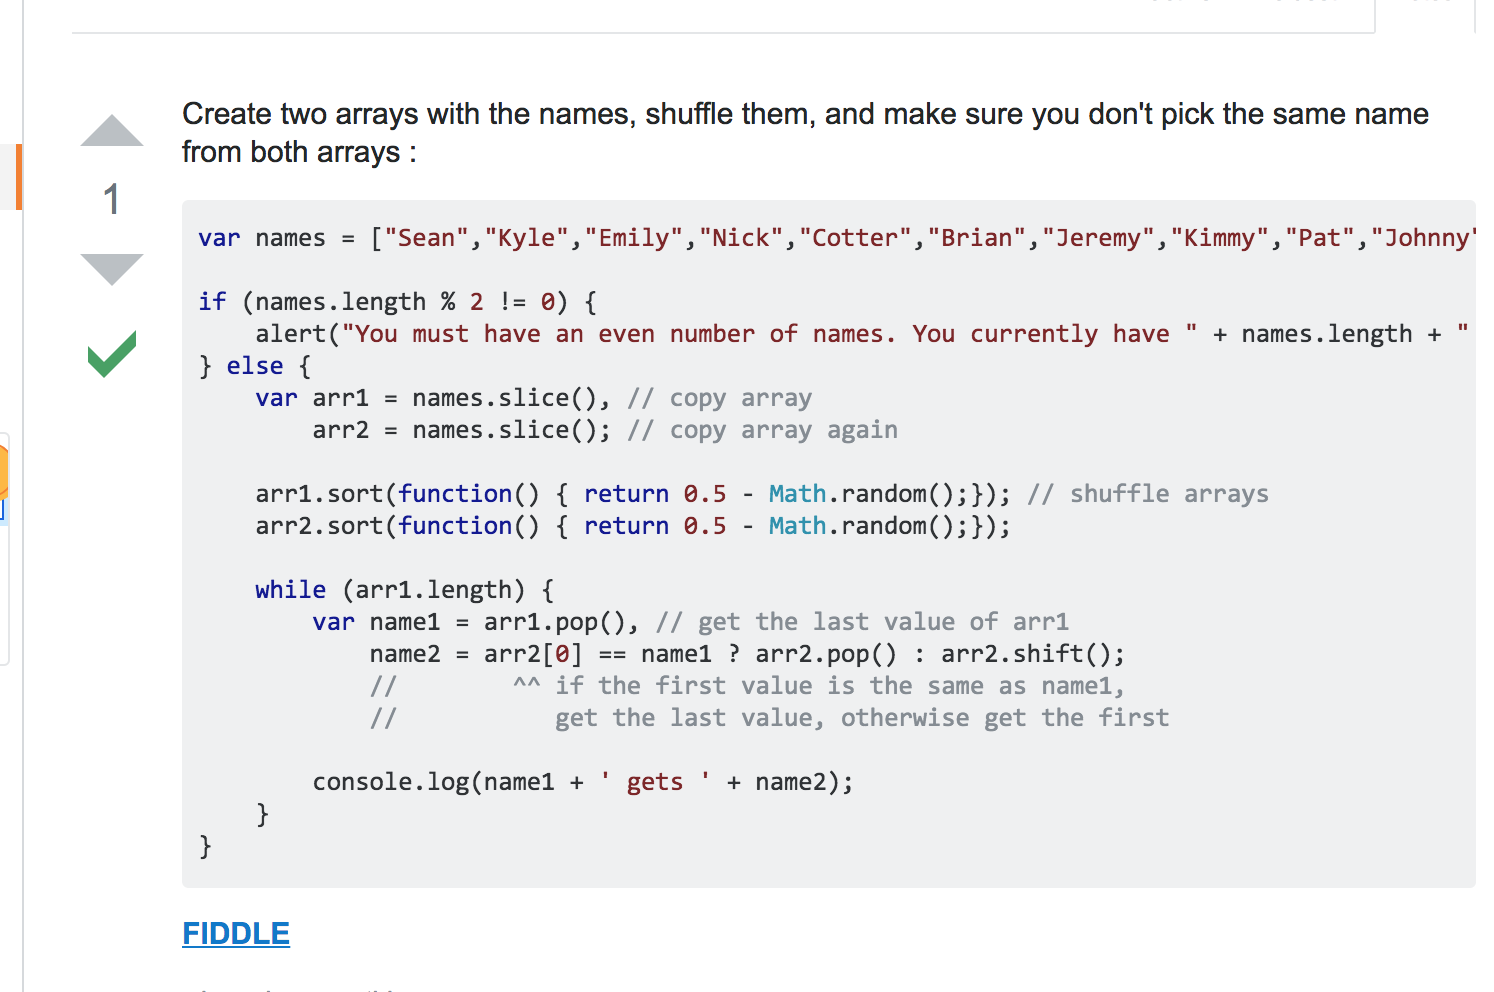 Create two arrays with the names, shuffle them, and make sure you don't pick the same name
from both arrays :
1
var names = ["Sean","Kyle","Emily","Nick","Cotter","Brian","Jeremy","Kimmy","Pat","Johnny"
if (names.length % 2 != 0) {
    alert("You must have an even number of names. You currently have " + names.length + "
} else {
    var arr1 = names.slice(), // copy array
        arr2 = names.slice(); // copy array again
    arr1.sort(function() { return 0.5 - Math.random();}); // shuffle arrays
    arr2.sort(function() { return 0.5 - Math.random();});
    while (arr1.length) {
        var name1 = arr1.pop(), // get the last value of arr1
            name2 = arr2[0] == name1 ? arr2.pop() : arr2.shift();
            //        ^^ if the first value is the same as name1,
            //           get the last value, otherwise get the first
        console.log(name1 + ' gets ' + name2);
    }
}
FIDDLE